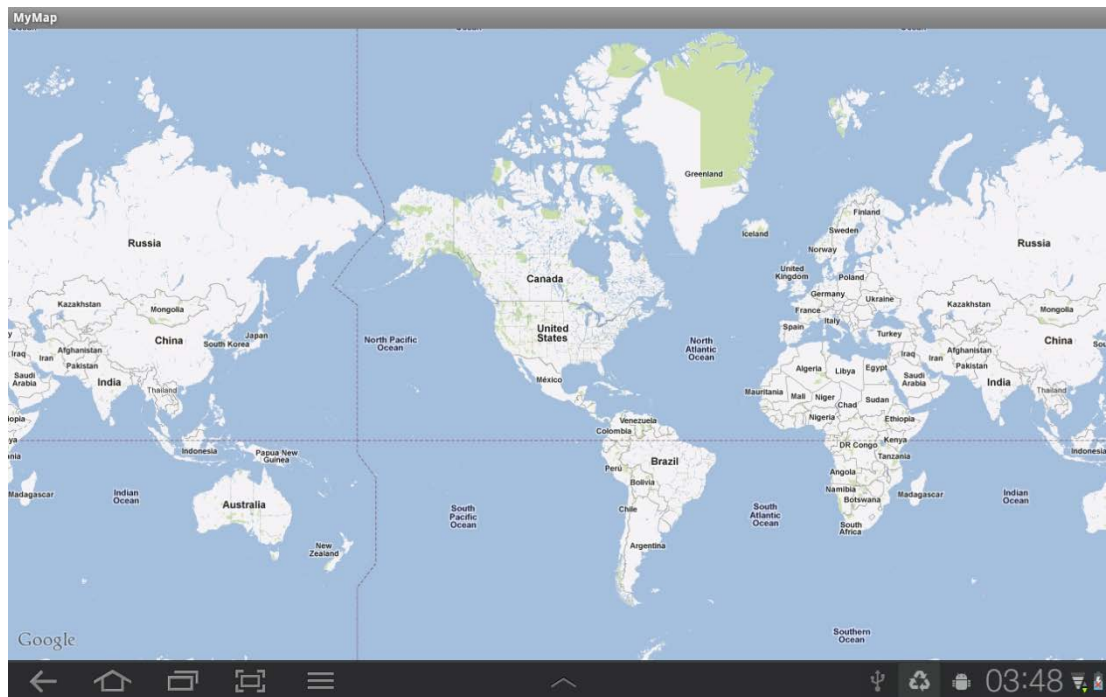 MyMap
Greenland
Finland
Iceland
Sweden
Russia
Norway
Russia
United
Kingdom
Poland
Canada
Germany
Ukraine
Kazakhstan
Mongolia
France
Kazakhstan
Mongolia
Italy
Spain
Turkey
United
States
China
South Korea
Japan
North Pacific
Ocean
North
Atlantic
Ocean
China
Iraq
Iran
Afghanistan
Pakistan
Iraq
Iran
Afghanistan
Pakistan
Saudi
Arabia
India
Thailand
México
Algeria
Libya
Egypt
Saudi
Arabia
India
Thailand
Mauritania
Mali
Niger
Chad
Sudan
Nigeria
Ethiopia
Venezuela
Colombia
DR Congo
Kenya
Tanzania
Indonesia
Papua New
Guinea
Indonesia
Perú
Brazil
Bolivia
Angola
Namibia
Botswana
Madagascar
Indian
Ocean
Australia
South
Pacific
Ocean
Chile
South
Atlantic
Ocean
South
Africa
Madagascar
Indian
Ocean
New
Zealand
Argentina
Southern
Ocean
Google
03:48